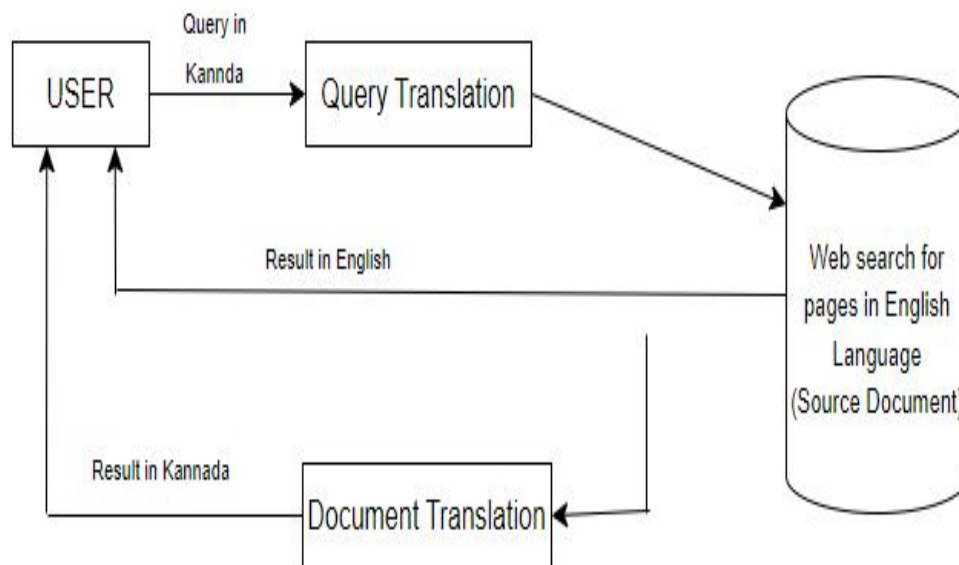 Query in
Kannda
USER
Query Translation
Web search for
pages in English
Language
(Source Document)
Result in English
Result in Kannada
Document Translation